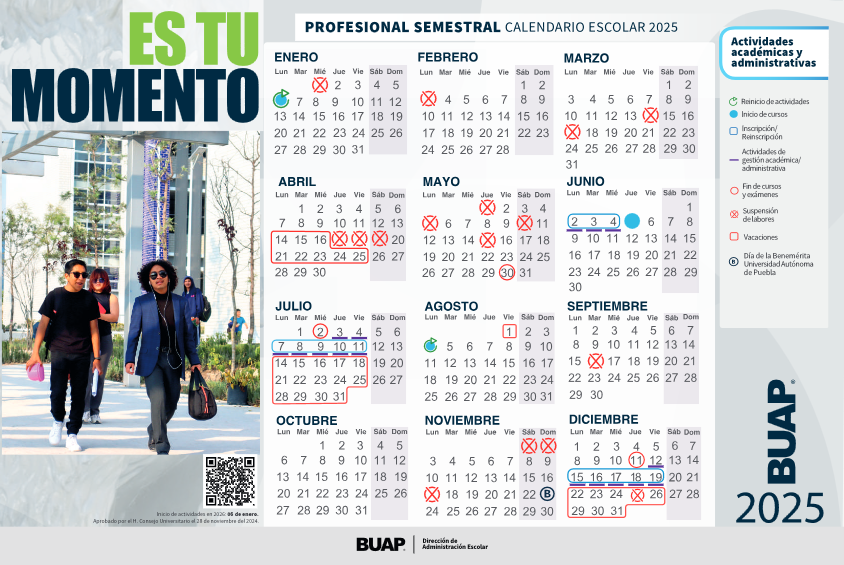 ES TU
MOMENTO
PROFESIONAL SEMESTRAL CALENDARIO ESCOLAR 2025
ENERO
Lun Mar Mié Jue Vie Sáb Dom
2 3 4 5
7 8 9 10 11 12
13 14 15 16 17 18 19
20 21 22 23 24 25 26
27 28 29 30 31
FEBRERO
Lun Mar Mié Jue Vie Sáb Dom
1 2
4 5 6 7 8 9
10 11 12 13 14 15 16
17 18 19 20 21 22 23
24 25 26 27 28
MARZO
Lun Mar Mié Jue Vie Sáb Dom
1 2
3 4 5 6 7 8 9
10 11 12 13 15 16
18 19 20 21 22 23
24 25 26 27 28 29 30
31
ABRIL
Lun Mar Mié Jue Vie Sáb Dom
1 2 3 4 5 6
7 8 9 10 11 12 13
14 15 16 20
21 22 23 24 25 26 27
28 29 30
MAYO
Lun Mar Mié Jue Vie Sáb Dom
2 3 4
6 7 8 9 11
12 13 14 16 17 18
19 20 21 22 23 24 25
26 27 28 29 30 31
JUNIO
Lun Mar Mié Jue Vie Sáb Dom
1
2 3 4 6 7 8
9 10 11 12 13 14 15
16 17 18 19 20 21 22
23 24 25 26 27 28 29
30
JULIO
Lun Mar Mié Jue Vie Sáb Dom
1 2 3 4 5 6
7 8 9 10 11 12 13
14 15 16 17 18 19 20
21 22 23 24 25 26 27
28 29 30 31
AGOSTO
Lun Mar Mié Jue Vie Sáb Dom
1 2 3
5 6 7 8 9 10
11 12 13 14 15 16 17
18 19 20 21 22 23 24
25 26 27 28 29 30 31
SEPTIEMBRE
Lun Mar Mié Jue Vie Sáb Dom
1 2 3 4 5 6 7
8 9 10 11 12 13 14
15 17 18 19 20 21
22 23 24 25 26 27 28
29 30
OCTUBRE
Lun Mar Mié Jue Vie Sáb Dom
1 2 3 4 5
6 7 8 9 10 11 12
13 14 15 16 17 18 19
20 21 22 23 24 25 26
27 28 29 30 31
NOVIEMBRE
Lun Mar Mié Jue Vie Sáb Dom
3 4 5 6 7 8 9
10 11 12 13 14 15 16
18 19 20 21 22 B
24 25 26 27 28 29 30
DICIEMBRE
Lun Mar Mié Jue Vie Sáb Dom
1 2 3 4 5 6 7
8 9 10 11 12 13 14
15 16 17 18 19 20 21
22 23 24 26 27 28
29 30 31
Actividades
académicas y
administrativas
Reinicio de actividades
Inicio de cursos
Inscripción/
Reinscripción
Actividades de
gestión académica/
administrativa
Fin de cursos
y exámenes
Suspensión
de labores
Vacaciones
B
Día de la Benemérita
Universidad Autónoma
de Puebla
BUAP®
2025
Inicio de actividades en 2026: 05 de enero.
Aprobado por el H. Consejo Universitario el 28 de noviembre del 2024.
BUAP
Dirección de
Administración Escolar